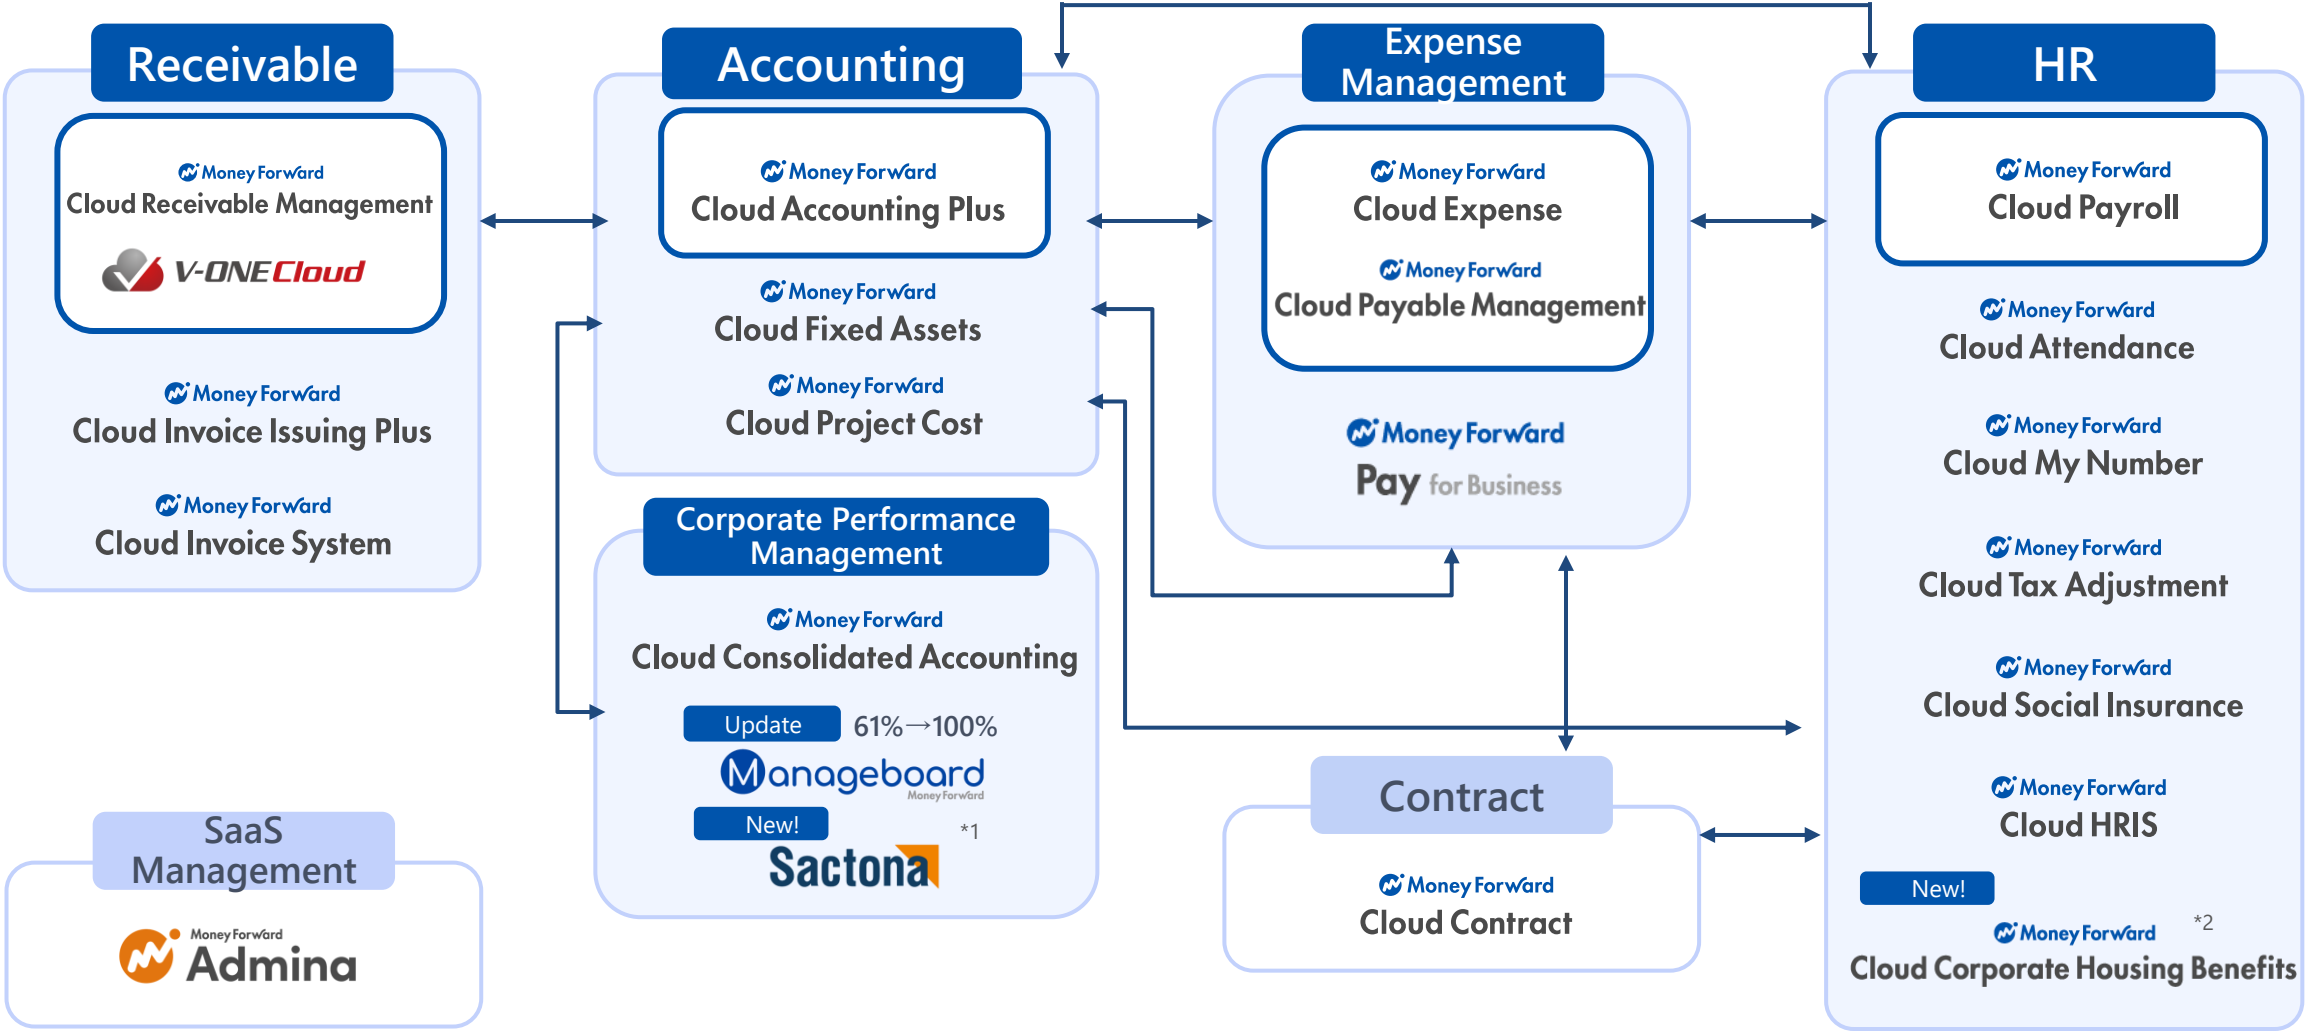 Receivable
Money Forward
Cloud Receivable Management
V-ONE Cloud
Money Forward
Cloud Invoice Issuing Plus
Money Forward
Cloud Invoice System
SaaS
Management
Money Forward
Admina
Accounting
Money Forward
Cloud Accounting Plus
Money Forward
Cloud Fixed Assets
Money Forward
Cloud Project Cost
Corporate Performance
Management
Money Forward
Cloud Consolidated Accounting
Update 61%→100%
Manageboard
Money Forward
New! *1
Sactona
Expense
Management
Money Forward
Cloud Expense
Money Forward
Cloud Payable Management
Money Forward
Pay for Business
Contract
Money Forward
Cloud Contract
HR
Money Forward
Cloud Payroll
Money Forward
Cloud Attendance
Money Forward
Cloud My Number
Money Forward
Cloud Tax Adjustment
Money Forward
Cloud Social Insurance
Money Forward
Cloud HRIS
New!
Money Forward *2
Cloud Corporate Housing Benefits